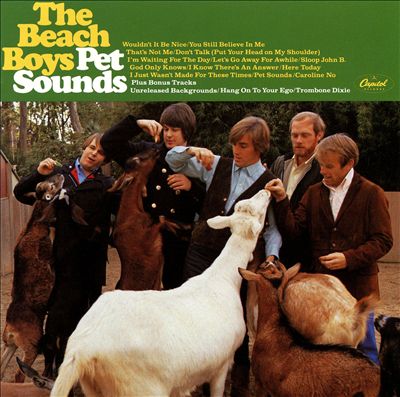 The
Beach
Boys Pet
Sounds
Wouldn't It Be Nice/You Still Believe In Me
That's Not Me/Don't Talk (Put Your Head on My Shoulder)
I'm Waiting For The Day/Let's Go Away For Awhile/Sloop John B.
God Only Knows/I Know There's An Answer/Here Today
I Just Wasn't Made For These Times/Pet Sounds/Caroline No
Plus Bonus Tracks
Unreleased Backgrounds/Hang On To Your Ego/Trombone Dixie
Capitol
RECORDS